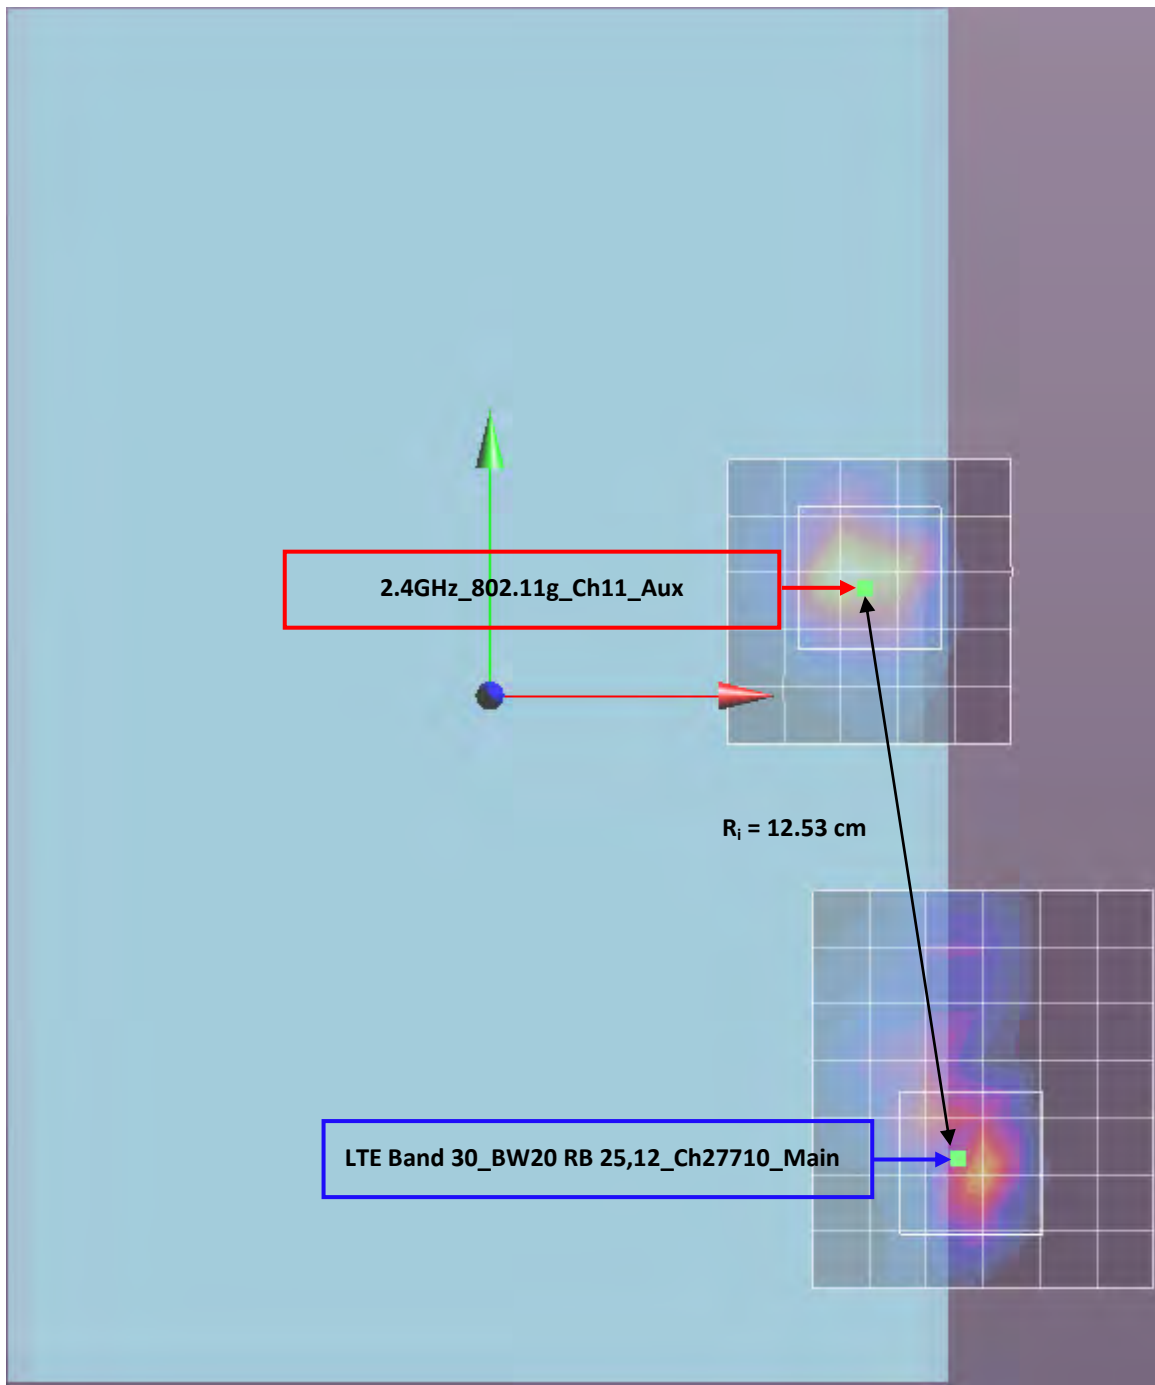 2.4GHz_802.11g_Ch11_Aux
Rᵢ = 12.53 cm
LTE Band 30_BW20 RB 25,12_Ch27710_Main